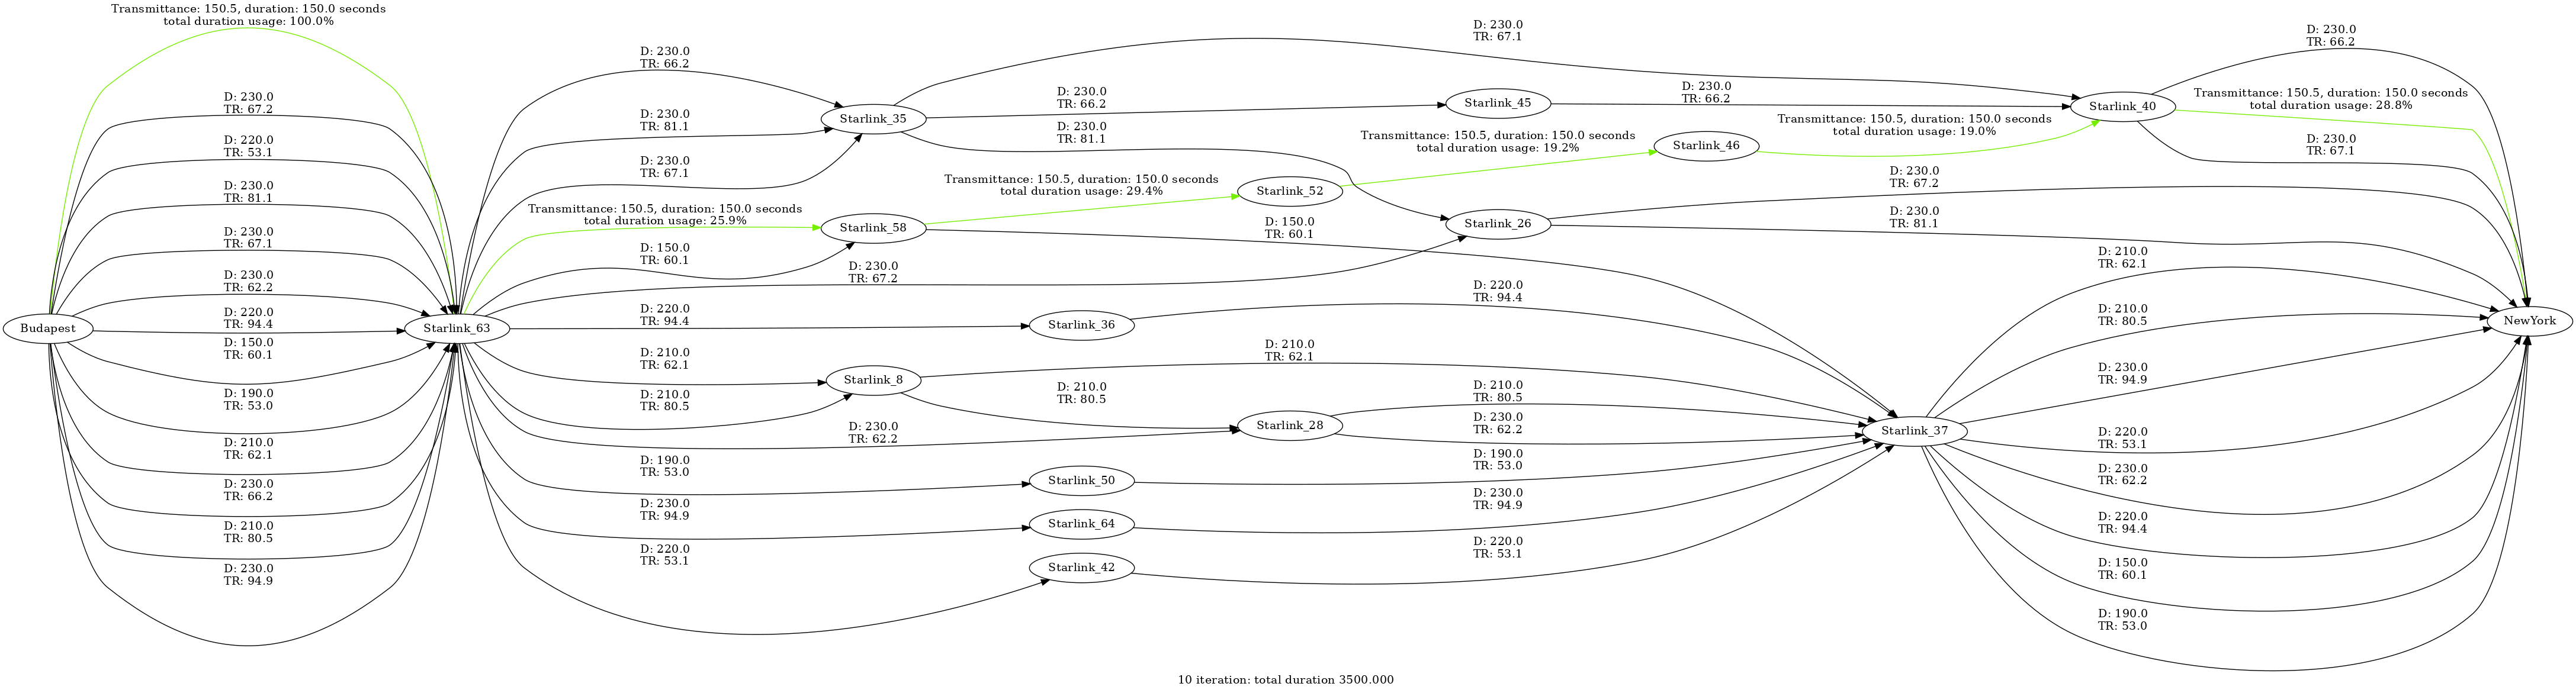 Transmittance: 150.5, duration: 150.0 seconds
total duration usage: 100.0%
D: 230.0
TR: 67.2
D: 220.0
TR: 53.1
D: 230.0
TR: 81.1
D: 230.0
TR: 67.1
D: 230.0
TR: 62.2
D: 220.0
TR: 94.4
D: 150.0
TR: 60.1
D: 190.0
TR: 53.0
D: 210.0
TR: 62.1
D: 230.0
TR: 66.2
D: 210.0
TR: 80.5
D: 230.0
TR: 94.9
Budapest
Starlink_63
D: 230.0
TR: 66.2
D: 230.0
TR: 81.1
D: 230.0
TR: 67.1
Transmittance: 150.5, duration: 150.0 seconds
total duration usage: 25.9%
D: 150.0
TR: 60.1
D: 230.0
TR: 67.2
D: 220.0
TR: 94.4
D: 210.0
TR: 62.1
D: 210.0
TR: 80.5
D: 230.0
TR: 62.2
D: 190.0
TR: 53.0
D: 230.0
TR: 94.9
D: 220.0
TR: 53.1
Starlink_35
Starlink_58
Starlink_8
D: 230.0
TR: 67.1
D: 230.0
TR: 66.2
D: 230.0
TR: 81.1
Transmittance: 150.5, duration: 150.0 seconds
total duration usage: 29.4%
D: 150.0
TR: 60.1
Starlink_36
D: 220.0
TR: 94.4
D: 210.0
TR: 62.1
D: 210.0
TR: 80.5
Starlink_50
Starlink_64
Starlink_42
Starlink_52
Starlink_28
Transmittance: 150.5, duration: 150.0 seconds
total duration usage: 19.2%
D: 210.0
TR: 80.5
D: 230.0
TR: 62.2
D: 190.0
TR: 53.0
D: 230.0
TR: 94.9
D: 220.0
TR: 53.1
Starlink_45
Starlink_26
Starlink_46
D: 230.0
TR: 66.2
Transmittance: 150.5, duration: 150.0 seconds
total duration usage: 19.0%
D: 230.0
TR: 67.2
D: 230.0
TR: 81.1
Starlink_40
Starlink_37
D: 230.0
TR: 66.2
Transmittance: 150.5, duration: 150.0 seconds
total duration usage: 28.8%
D: 230.0
TR: 67.1
D: 210.0
TR: 62.1
D: 210.0
TR: 80.5
D: 230.0
TR: 94.9
D: 220.0
TR: 53.1
D: 230.0
TR: 62.2
D: 220.0
TR: 94.4
D: 150.0
TR: 60.1
D: 190.0
TR: 53.0
NewYork
10 iteration: total duration 3500.000